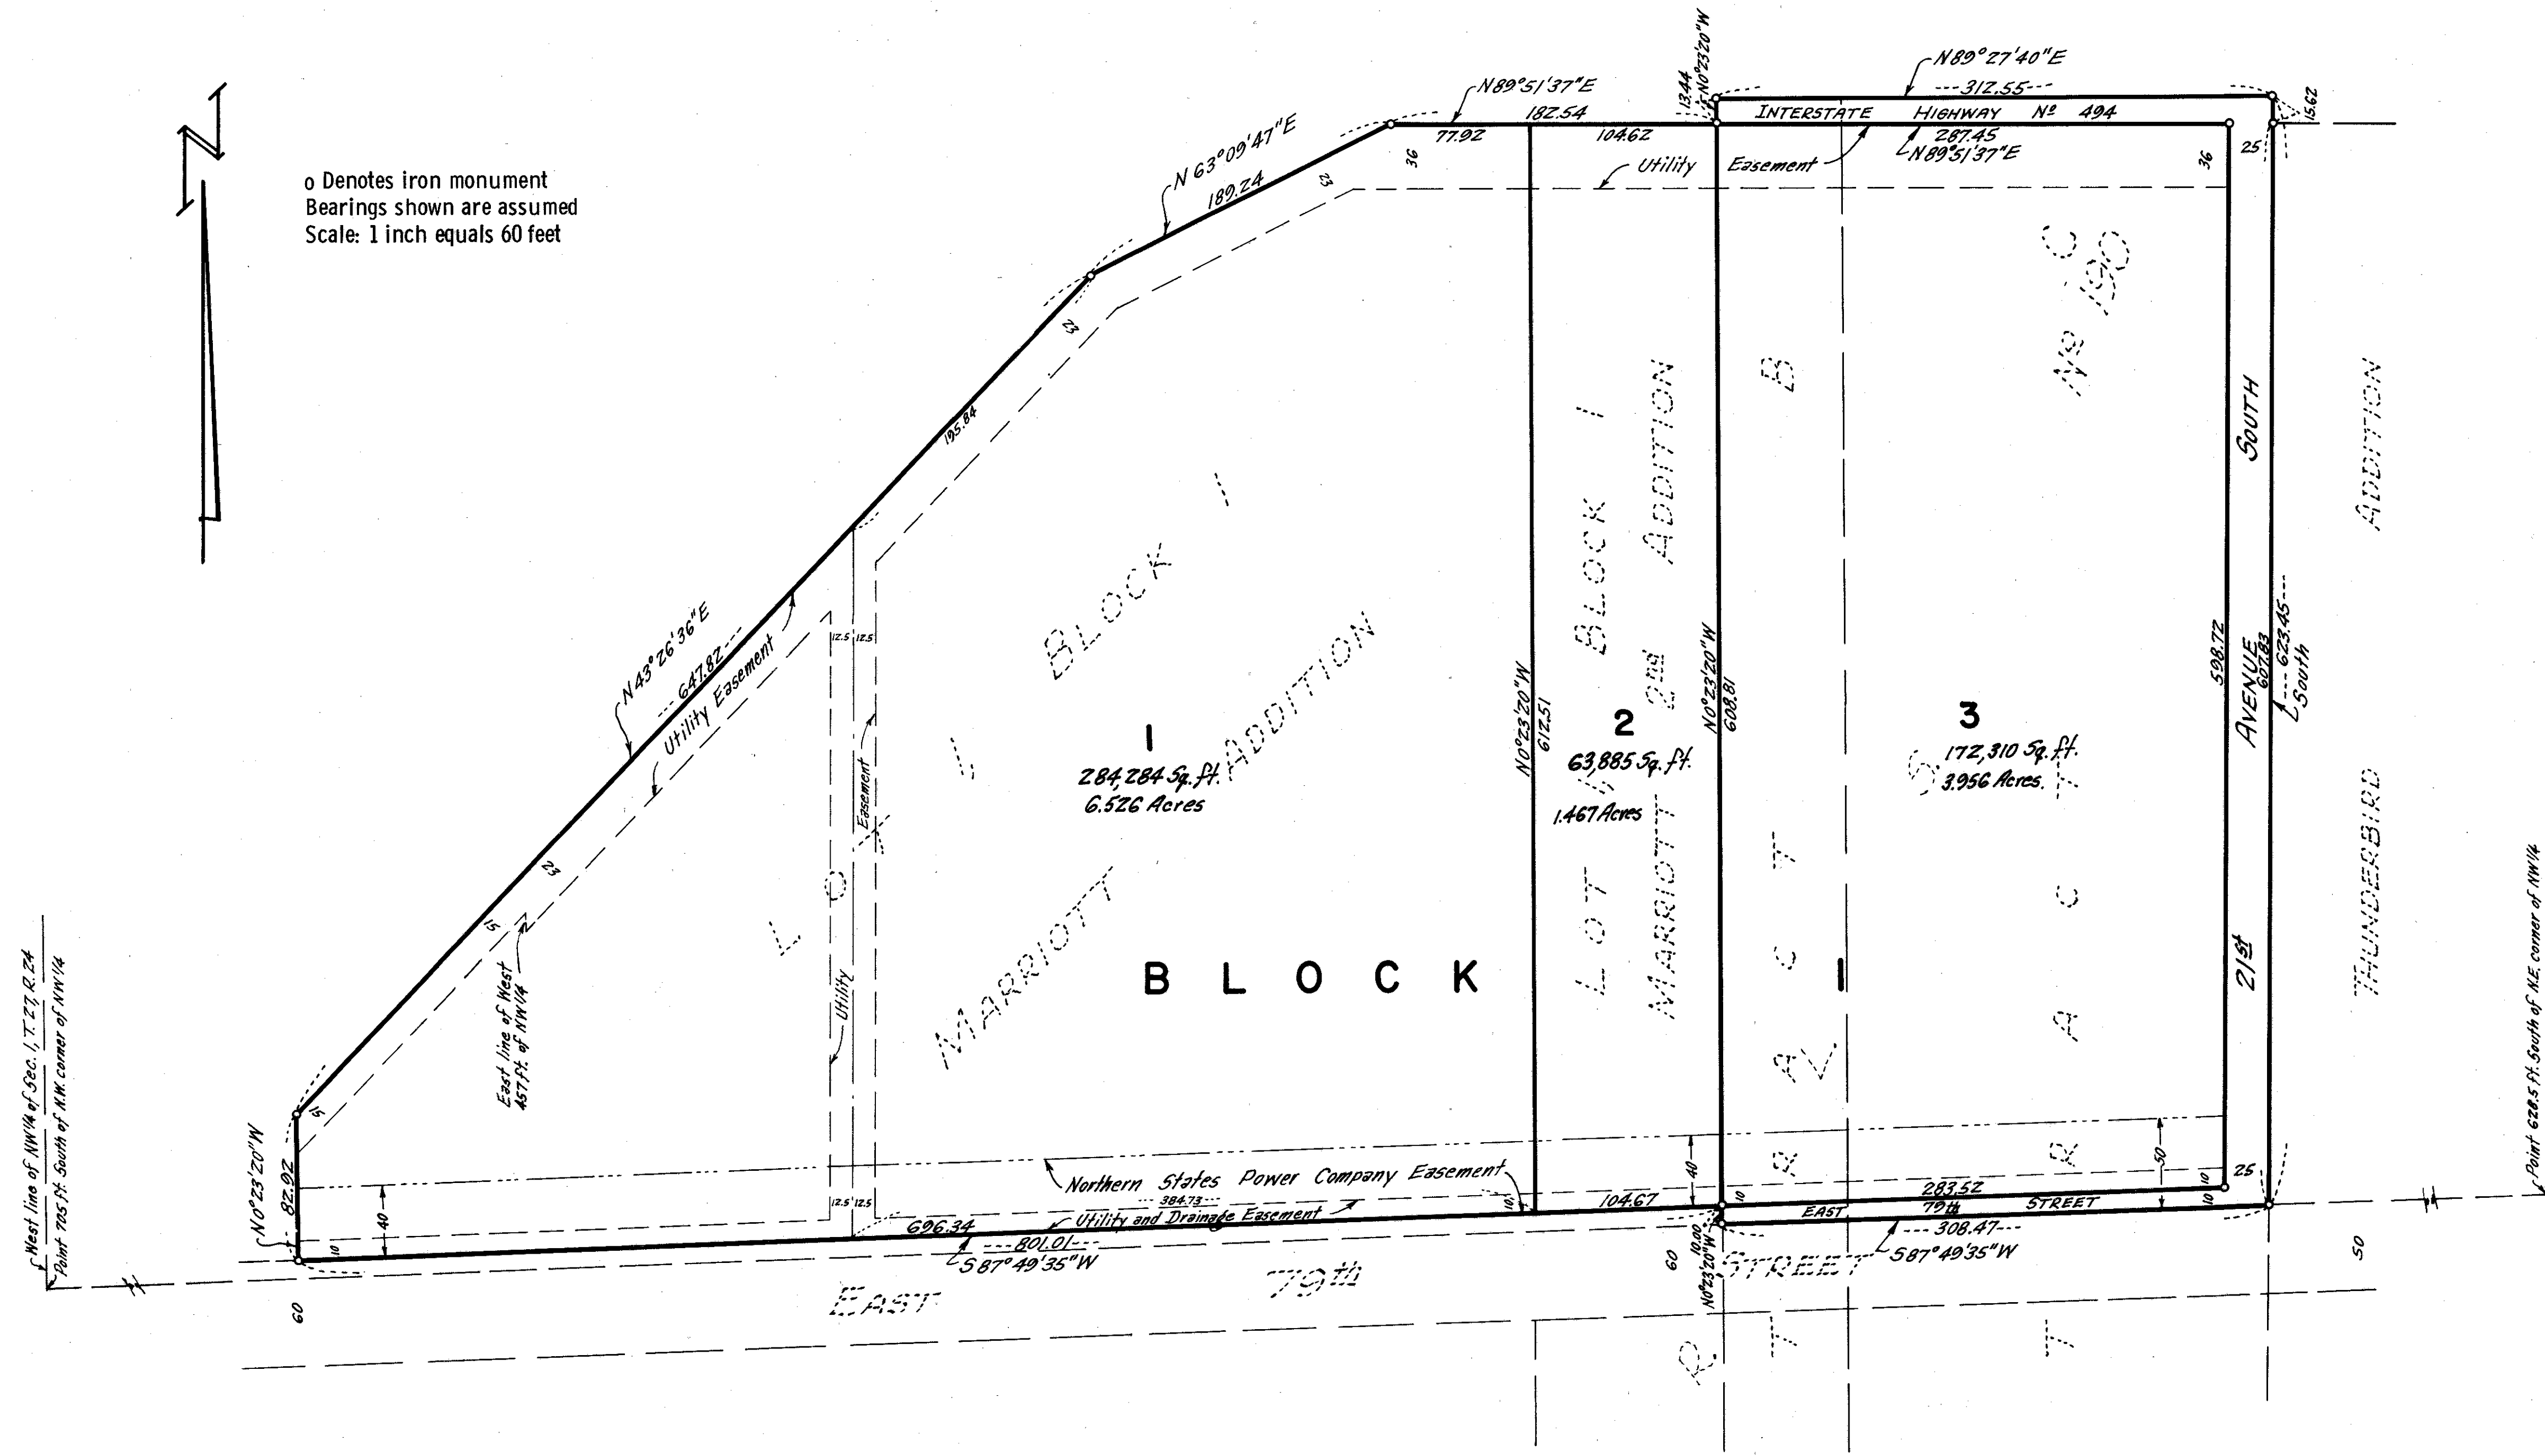 N0°23'20"W
13.44
N89°27'40"E
---312.55---
N89°51'37"E
182.54
77.92
104.62
INTERSTATE HIGHWAY Nº 494
287.45
N89°51'37"E
15.62
25
36
36
Utility Easement
o Denotes iron monument
Bearings shown are assumed
Scale: 1 inch equals 60 feet
N 63°09'47"E
189.24
23
23
195.84
N43°26'36"E
---647.82---
Utility Easement
12.5 12.5
23
15
15
East line of West
457 ft. of NW1/4
Utility
Easement
LOT 1, BLOCK 1
MARRIOTT ADDITION
1
284,284 Sq.ft.
6.526 Acres
N0°23'20"W
612.51
LOT 1 BLOCK 1
MARRIOTT 2nd ADDITION
2
63,885 Sq.ft.
1.467 Acres
N0°23'20"W
608.81
TRACT B
3
172,310 Sq.ft.
3.956 Acres.
TRACT C
R. L. S. Nº 190
598.72
21st AVENUE SOUTH
607.83
---623.45---
South
THUNDERBIRD ADDITION
BLOCK 1
West line of NW1/4 of Sec. 1, T. 27, R. 24
Point 705 ft. South of N.W. corner of NW1/4
Point 628.5 ft. South of N.E. corner of NW1/4
N0°23'20"W
82.92
40
10
12.5 12.5
Northern States Power Company Easement
---384.73---
Utility and Drainage Easement
10
696.34
---801.01---
S87°49'35"W
104.67
40
10
50
10
25
10
283.52
EAST 79th STREET
---308.47---
S87°49'35"W
10.00
N0°23'20"W
60
60
50
EAST 79th STREET